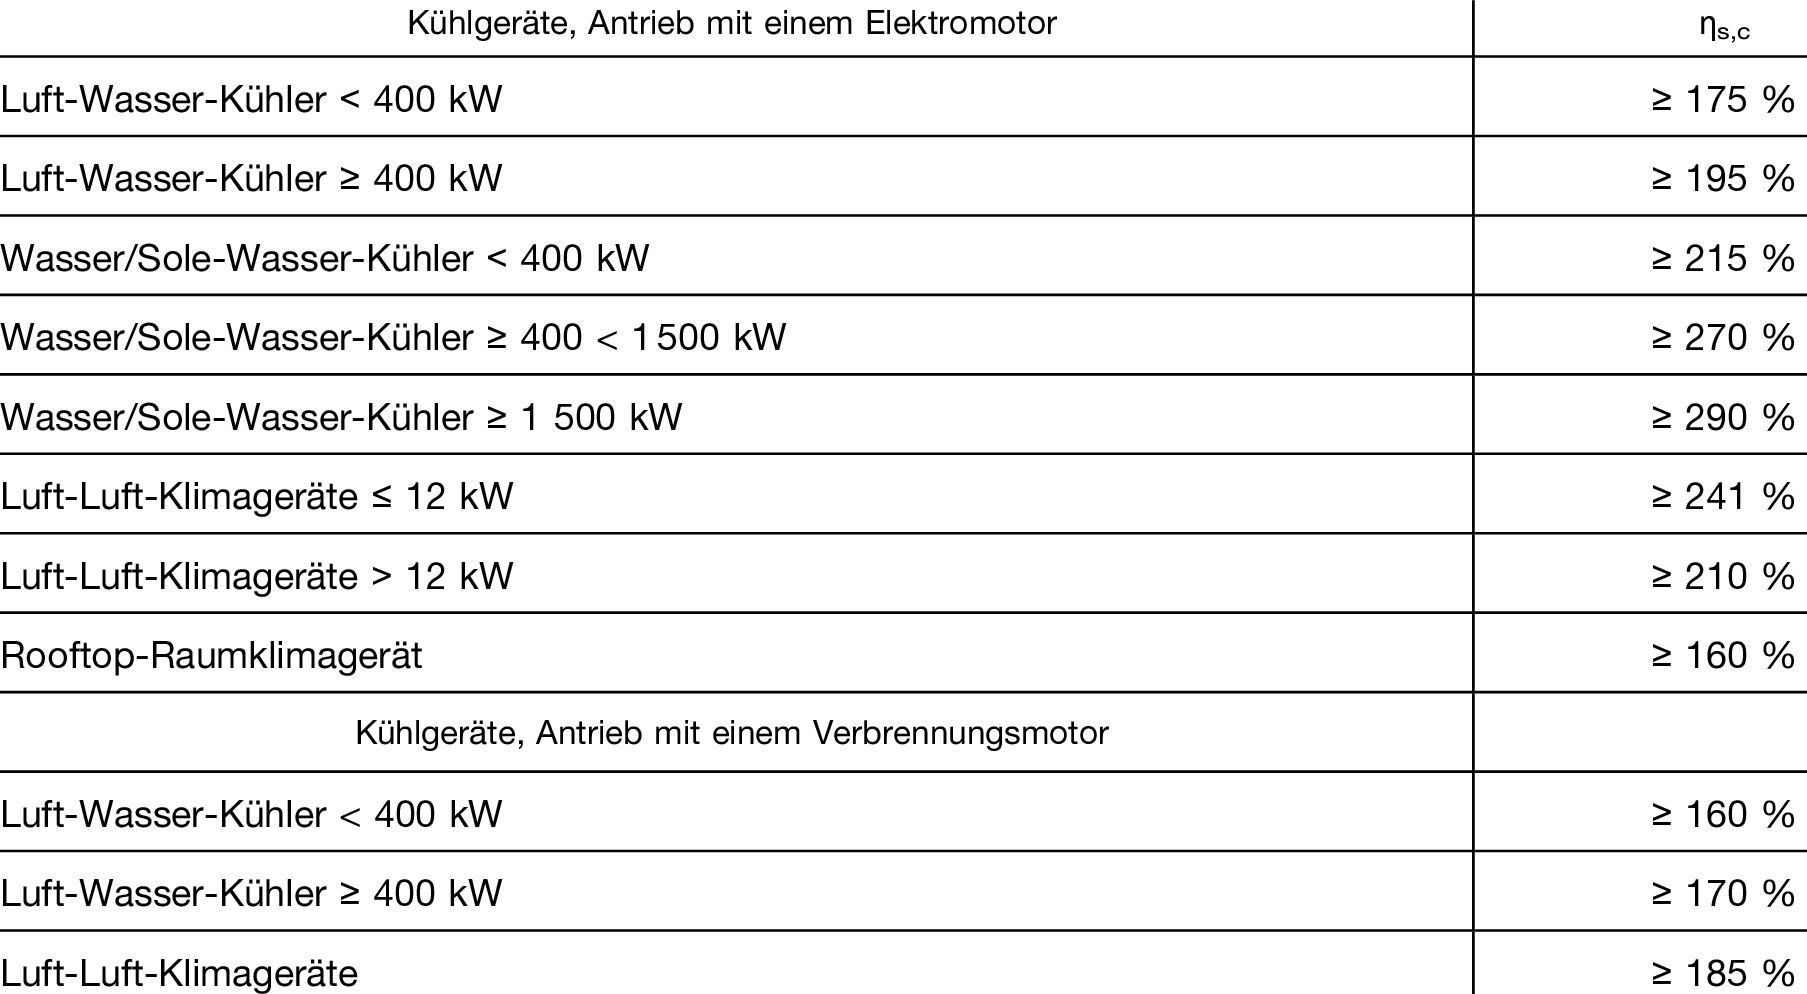 Kühlgeräte, Antrieb mit einem Elektromotor ηs,c
Luft-Wasser-Kühler < 400 kW ≥ 175 %
Luft-Wasser-Kühler ≥ 400 kW ≥ 195 %
Wasser/Sole-Wasser-Kühler < 400 kW ≥ 215 %
Wasser/Sole-Wasser-Kühler ≥ 400 < 1 500 kW ≥ 270 %
Wasser/Sole-Wasser-Kühler ≥ 1 500 kW ≥ 290 %
Luft-Luft-Klimageräte ≤ 12 kW ≥ 241 %
Luft-Luft-Klimageräte > 12 kW ≥ 210 %
Rooftop-Raumklimagerät ≥ 160 %
Kühlgeräte, Antrieb mit einem Verbrennungsmotor
Luft-Wasser-Kühler < 400 kW ≥ 160 %
Luft-Wasser-Kühler ≥ 400 kW ≥ 170 %
Luft-Luft-Klimageräte ≥ 185 %